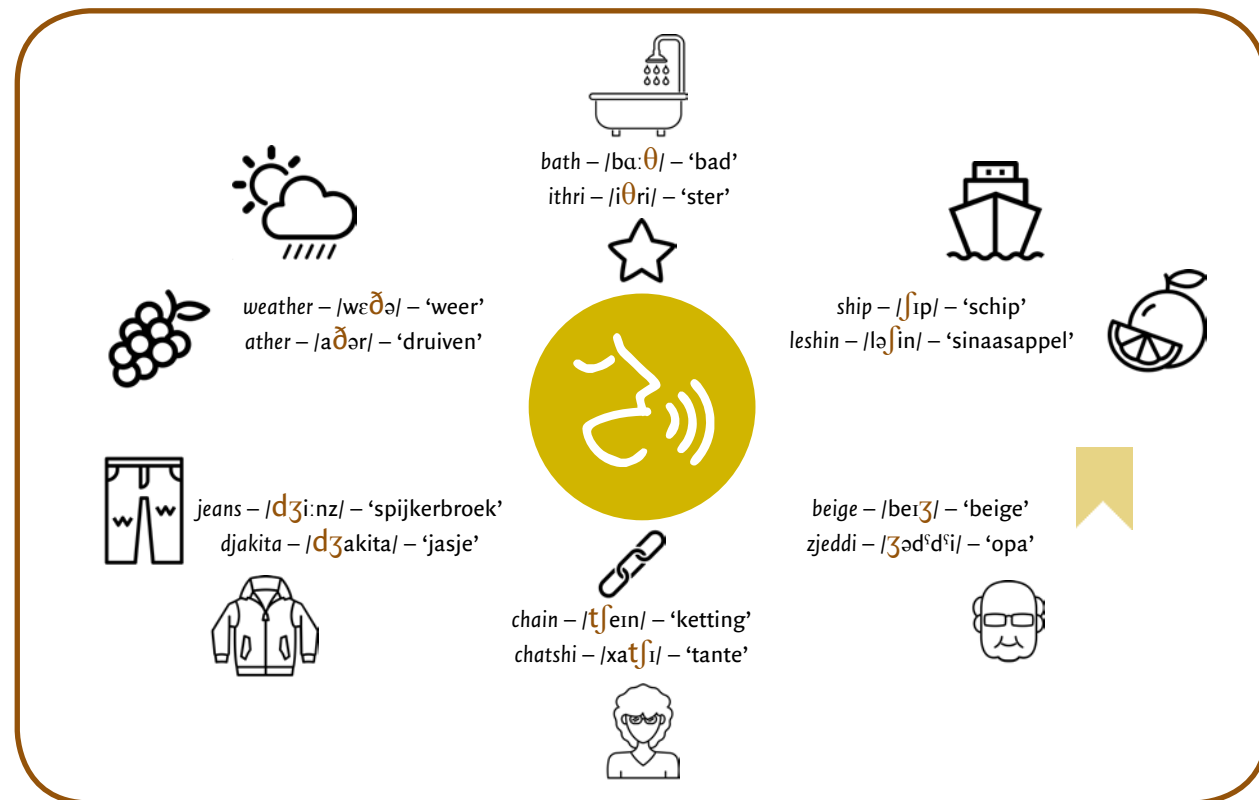 bath – /bɑːθ/ – ‘bad’
ithri – /iθri/ – ‘ster’
weather – /wɛðə/ – ‘weer’
ather – /aðər/ – ‘druiven’
ship – /ʃɪp/ – ‘schip’
leshin – /ləʃin/ – ‘sinaasappel’
jeans – /dʒiːnz/ – ‘spijkerbroek’
djakita – /dʒakita/ – ‘jasje’
beige – /beɪʒ/ – ‘beige’
zjeddi – /ʒədˤdˤi/ – ‘opa’
chain – /tʃeɪn/ – ‘ketting’
chatshi – /xatʃɪ/ – ‘tante’